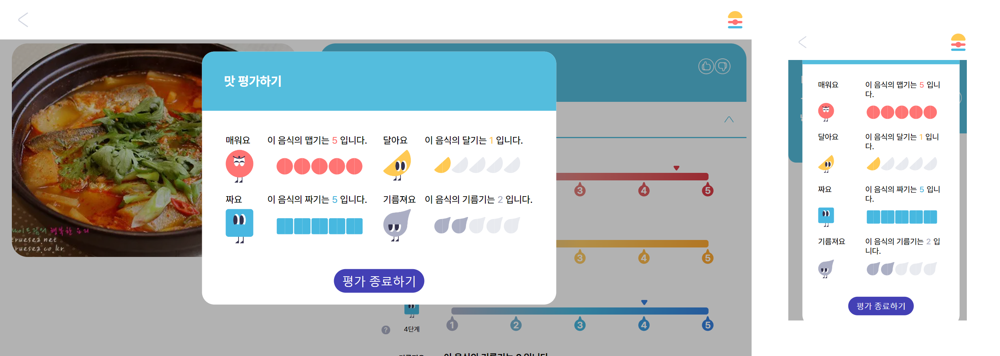 맛 평가하기
매워요
이 음식의 맵기는 5 입니다.
달아요
이 음식의 달기는 1 입니다.
짜요
이 음식의 짜기는 5 입니다.
기름져요
이 음식의 기름기는 2 입니다.
평가 종료하기
행복한 요리
truesea.net
ruesea.co.kr
3
4
5
3
4
5
1
2
3
4
5
?
4단계
이 음식의 기름기는 2 입니다
매워요
이 음식의 맵기는 5 입니
다.
달아요
이 음식의 달기는 1 입니
다.
짜요
이 음식의 짜기는 5 입니
다.
기름져요
이 음식의 기름기는 2 입
니다.
평가 종료하기